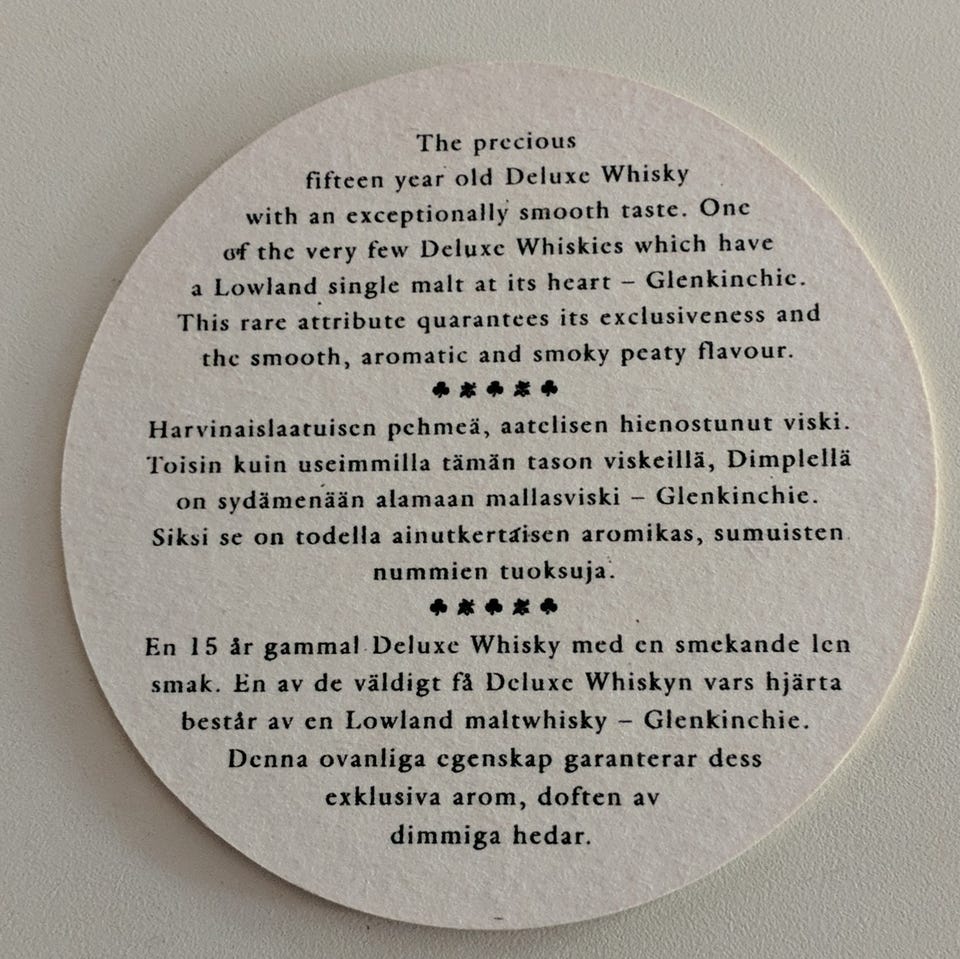 The precious
fifteen year old Deluxe Whisky
with an exceptionally smooth taste. One
of the very few Deluxe Whiskies which have
a Lowland single malt at its heart – Glenkinchie.
This rare attribute quarantees its exclusiveness and
the smooth, aromatic and smoky peaty flavour.
Harvinaislaatuisen pehmeä, aatelisen hienostunut viski.
Toisin kuin useimmilla tämän tason viskeillä, Dimplellä
on sydämenään alamaan mallasviski – Glenkinchie.
Siksi se on todella ainutkertaisen aromikas, sumuisten
nummien tuoksuja.
En 15 år gammal Deluxe Whisky med en smekande len
smak. En av de väldigt få Deluxe Whiskyn vars hjärta
består av en Lowland maltwhisky – Glenkinchie.
Denna ovanliga egenskap garanterar dess
exklusiva arom, doften av
dimmiga hedar.